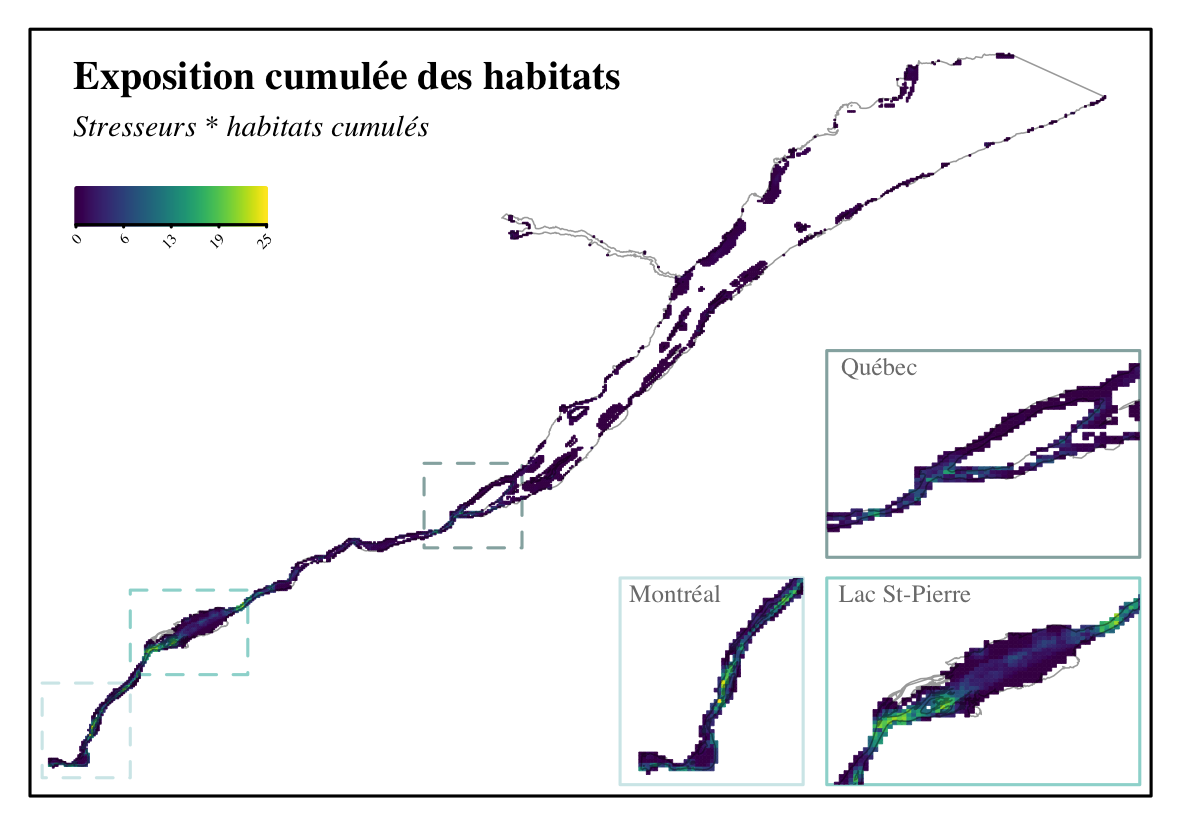 Exposition cumulée des habitats
Stresseurs * habitats cumulés
0 6 13 19 25
Québec
Montréal
Lac St-Pierre